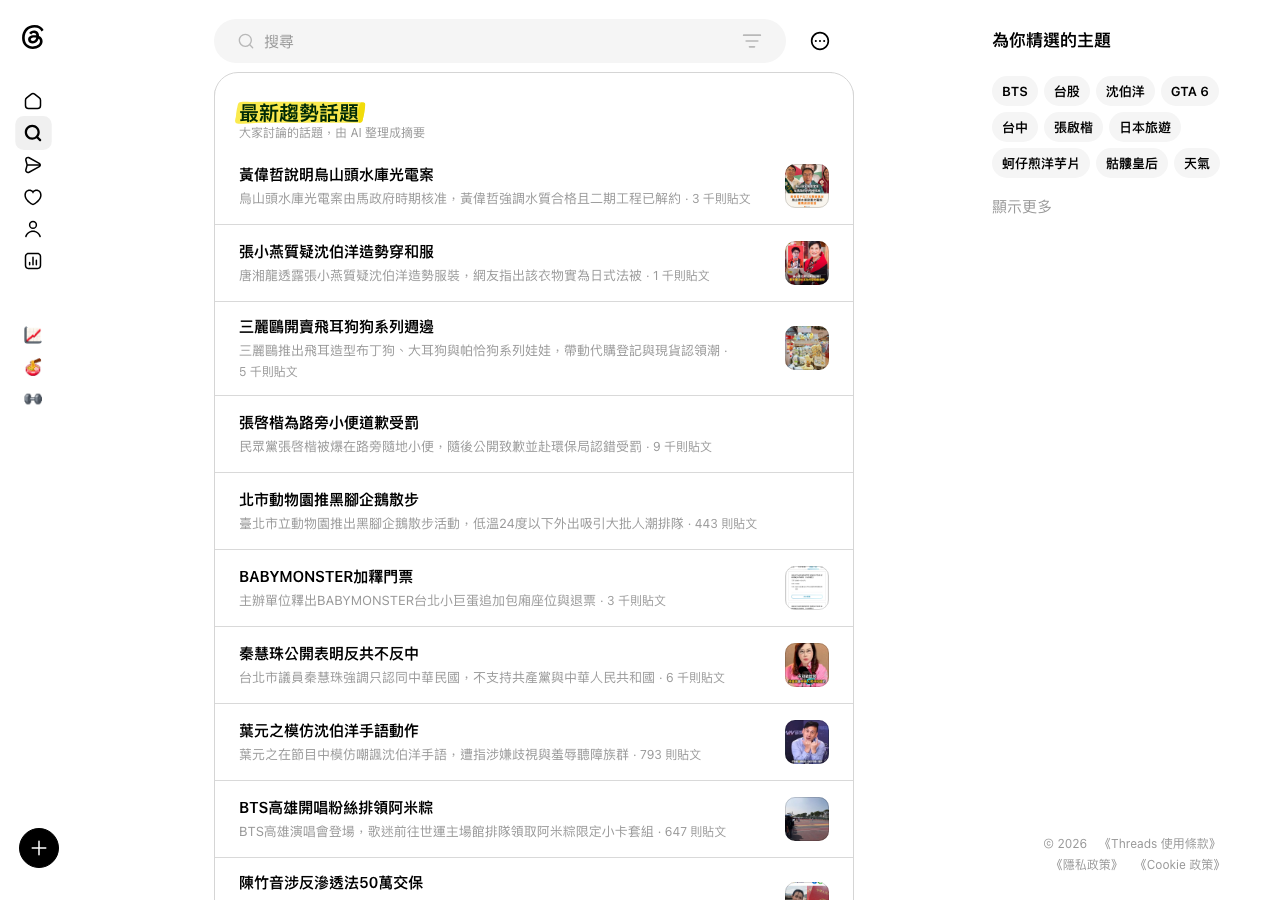 搜尋
最新趨勢話題
大家討論的話題，由 AI 整理成摘要
黃偉哲說明烏山頭水庫光電案
烏山頭水庫光電案由馬政府時期核准，黃偉哲強調水質合格且二期工程已解約 · 3 千則貼文
張小燕質疑沈伯洋造勢穿和服
唐湘龍透露張小燕質疑沈伯洋造勢服裝，網友指出該衣物實為日式法被 · 1 千則貼文
三麗鷗開賣飛耳狗狗系列週邊
三麗鷗推出飛耳造型布丁狗、大耳狗與帕恰狗系列娃娃，帶動代購登記與現貨認領潮 ·
5 千則貼文
張啓楷為路旁小便道歉受罰
民眾黨張啓楷被爆在路旁隨地小便，隨後公開致歉並赴環保局認錯受罰 · 9 千則貼文
北市動物園推黑腳企鵝散步
臺北市立動物園推出黑腳企鵝散步活動，低溫24度以下外出吸引大批人潮排隊 · 443 則貼文
BABYMONSTER加釋門票
主辦單位釋出BABYMONSTER台北小巨蛋追加包廂座位與退票 · 3 千則貼文
秦慧珠公開表明反共不反中
台北市議員秦慧珠強調只認同中華民國，不支持共產黨與中華人民共和國 · 6 千則貼文
葉元之模仿沈伯洋手語動作
葉元之在節目中模仿嘲諷沈伯洋手語，遭指涉嫌歧視與羞辱聽障族群 · 793 則貼文
BTS高雄開唱粉絲排領阿米粽
BTS高雄演唱會登場，歌迷前往世運主場館排隊領取阿米粽限定小卡套組 · 647 則貼文
陳竹音涉反滲透法50萬交保
為你精選的主題
BTS
台股
沈伯洋
GTA 6
台中
張啟楷
日本旅遊
蚵仔煎洋芋片
骷髏皇后
天氣
顯示更多
© 2026
《Threads 使用條款》
《隱私政策》
《Cookie 政策》